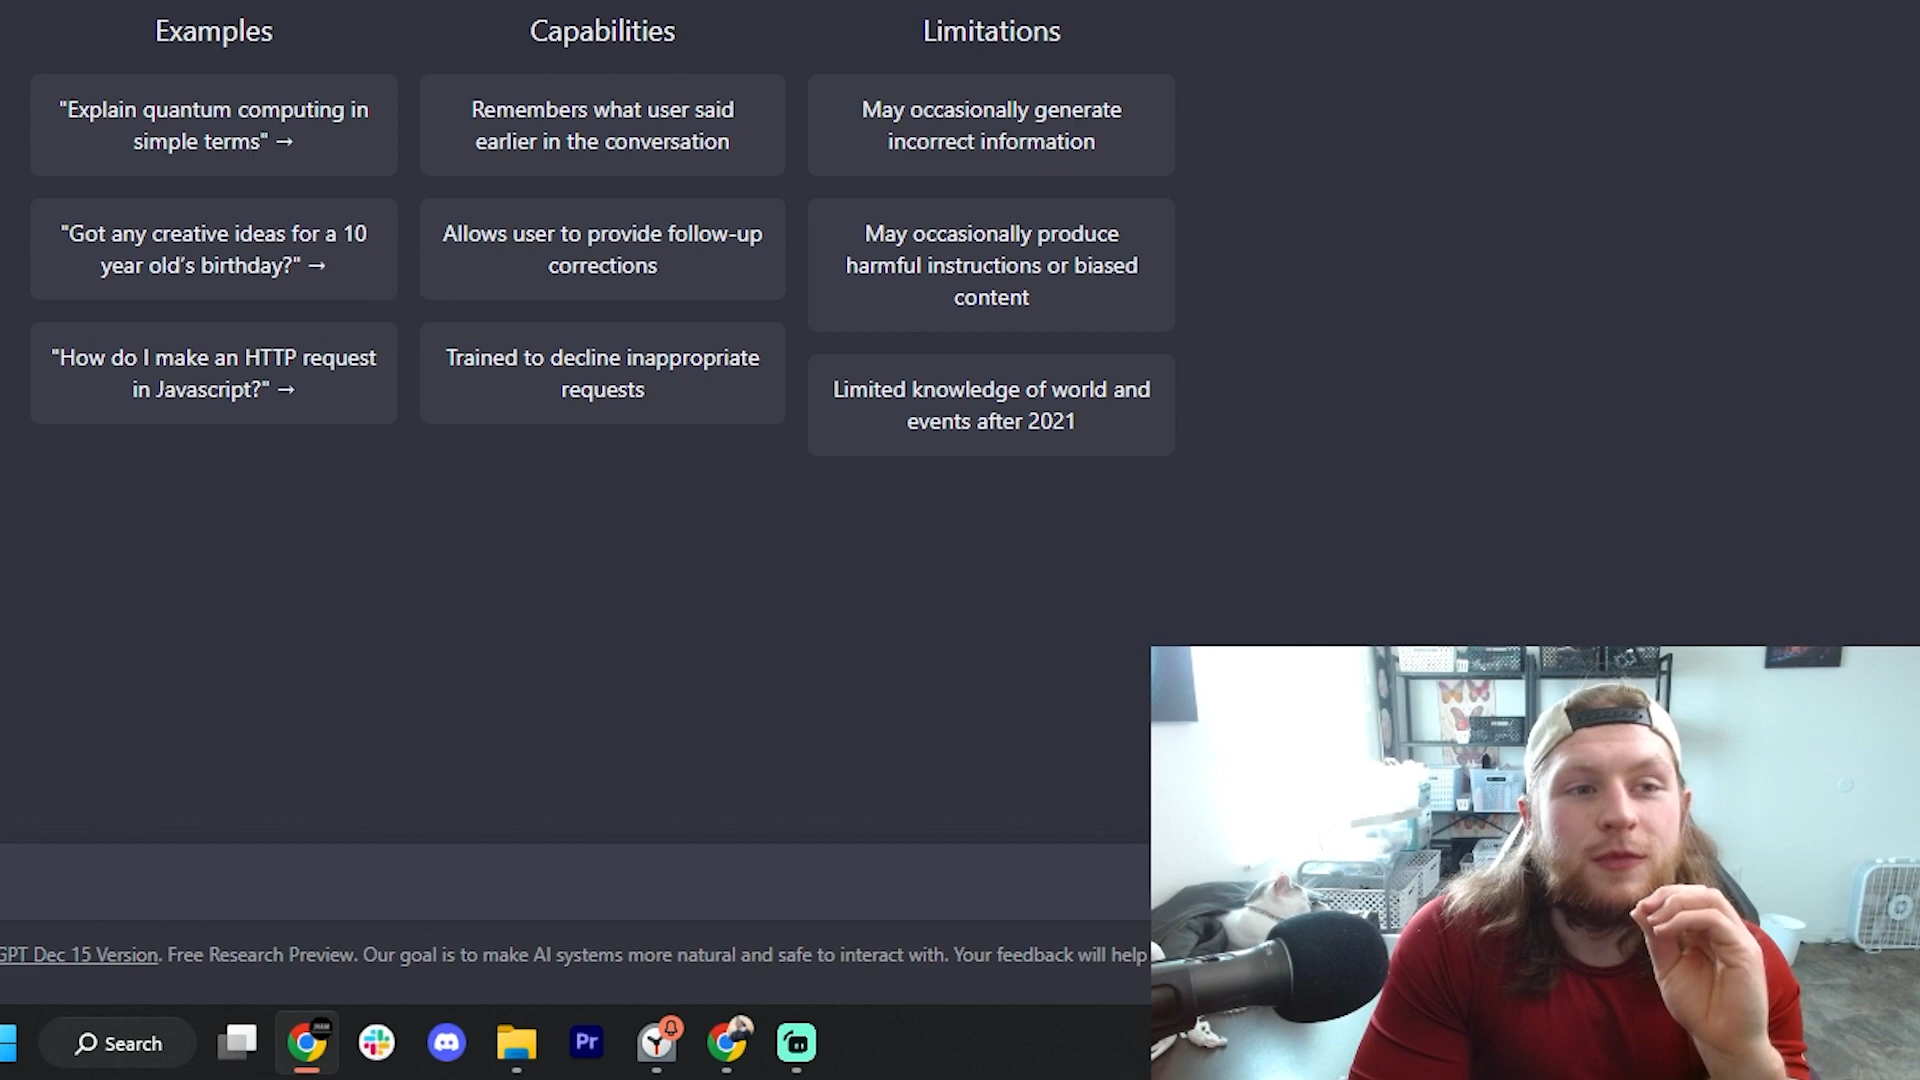 Examples
Capabilities
Limitations
"Explain quantum computing in
simple terms" →
Remembers what user said
earlier in the conversation
May occasionally generate
incorrect information
"Got any creative ideas for a 10
year old's birthday?" →
Allows user to provide follow-up
corrections
May occasionally produce
harmful instructions or biased
content
"How do I make an HTTP request
in Javascript?" →
Trained to decline inappropriate
requests
Limited knowledge of world and
events after 2021
GPT Dec 15 Version. Free Research Preview. Our goal is to make AI systems more natural and safe to interact with. Your feedback will help
Search
Pr